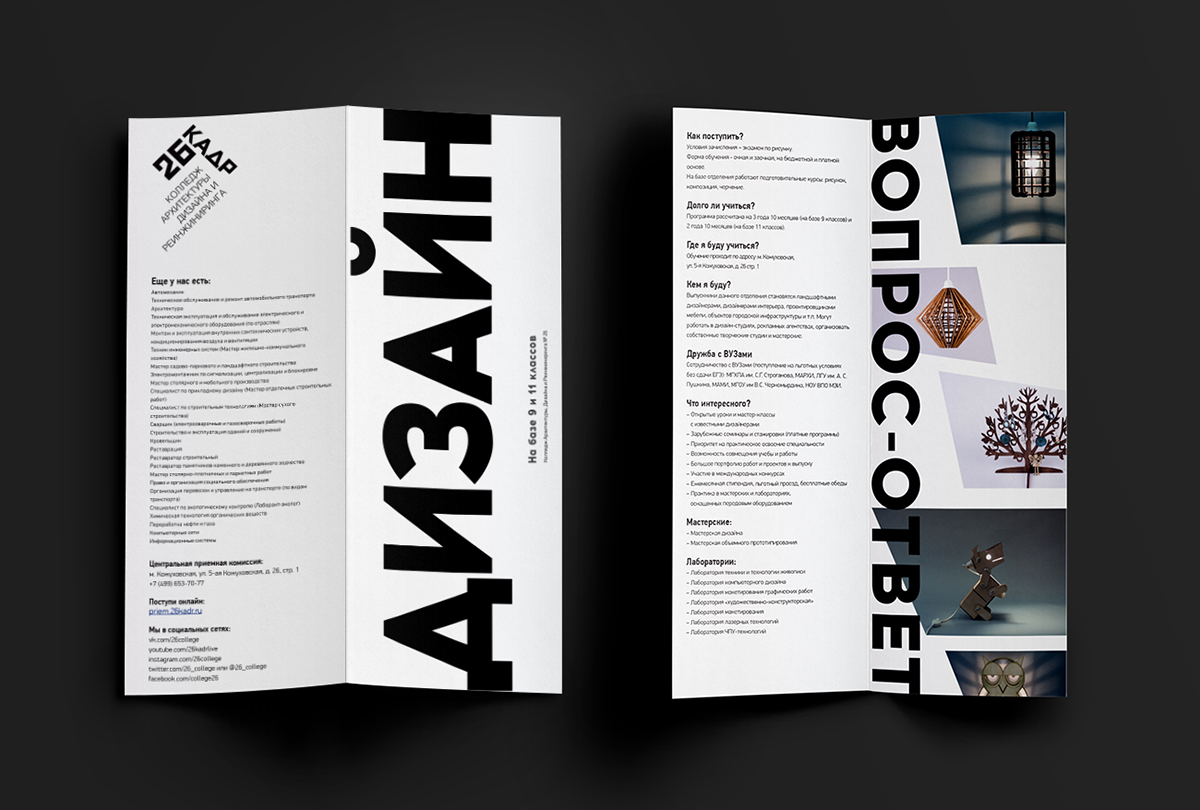 26КАДР
КОЛЛЕДЖ
АРХИТЕКТУРЫ
ДИЗАЙНА И
РЕИНЖИНИРИНГА
Еще у нас есть:
Автомеханик
Техническое обслуживание и ремонт автомобильного транспорта
Архитектура
Техническая эксплуатация и обслуживание электрического и
электромеханического оборудования (по отраслям)
Монтаж и эксплуатация внутренних сантехнических устройств,
кондиционирования воздуха и вентиляции
Техник инженерных систем (Мастер жилищно-коммунального
хозяйства)
Мастер садово-паркового и ландшафтного строительства
Электромонтажник по сигнализации, централизации и блокировке
Мастер столярного и мебельного производства
Специалист по прикладному дизайну (Мастер отделочных строительных
работ)
Специалист по строительным технологиям (Мастер сухого
строительства)
Сварщик (электросварочные и газосварочные работы)
Строительство и эксплуатация зданий и сооружений
Кровельщик
Реставрация
Реставратор строительный
Реставратор памятников каменного и деревянного зодчества
Мастер столярно-плотничных и паркетных работ
Право и организация социального обеспечения
Организация перевозок и управление на транспорте (по видам
транспорта)
Специалист по экологическому контролю (Лаборант-эколог)
Химическая технология органических веществ
Переработка нефти и газа
Компьютерные сети
Информационные системы
Центральная приемная комиссия:
м. Кожуховская, ул. 5-ая Кожуховская, д. 26, стр. 1
+7 (499) 653-70-77
Поступи онлайн:
priem.26kadr.ru
Мы в социальных сетях:
vk.com/26college
youtube.com/26kadrlive
instagram.com/26college
twitter.com/26_college или @26_college
facebook.com/college26
ДИЗАЙН
На базе 9 и 11 классов
Колледж Архитектуры, Дизайна и Реинжиниринга № 26
Как поступить?
Условия зачисления – экзамен по рисунку.
Форма обучения - очная и заочная, на бюджетной и платной
основе.
На базе отделения работают подготовительные курсы: рисунок,
композиция, черчение.
Долго ли учиться?
Программа рассчитана на 3 года 10 месяцев (на базе 9 классов) и
2 года 10 месяцев (на базе 11 классов).
Где я буду учиться?
Обучение проходит по адресу м. Кожуховская,
ул. 5-я Кожуховская, д. 26 стр. 1
Кем я буду?
Выпускники данного отделения становятся ландшафтными
дизайнерами, дизайнерами интерьера, проектировщиками
мебели, объектов городской инфраструктуры и т.п. Могут
работать в дизайн-студиях, рекламных агентствах, организовать
собственные творческие студии и мастерские.
Дружба с ВУЗами
Сотрудничество с ВУЗами (поступление на льготных условиях
без сдачи ЕГЭ): МГХПА им. С.Г. Строганова, МАРХИ, ЛГУ им. А. С.
Пушкина, МАМИ, МГОУ им В.С. Черномырдина, НОУ ВПО МЭИ.
Что интересного?
– Открытые уроки и мастер-классы
с известными дизайнерами
– Зарубежные семинары и стажировки (платные программы)
– Приоритет на практическое освоение специальности
– Возможность совмещения учебы и работы
– Большое портфолио работ и проектов к выпуску
– Участие в международных конкурсах
– Ежемесячная стипендия, льготный проезд, бесплатные обеды
– Практика в мастерских и лабораториях,
оснащенных передовым оборудованием
Мастерские:
– Мастерская дизайна
– Мастерская объемного прототипирования
Лаборатории:
– Лаборатория техники и технологии живописи
– Лаборатория компьютерного дизайна
– Лаборатория макетирования графических работ
– Лаборатория «художественно-конструкторская»
– Лаборатория макетирования
– Лаборатория лазерных технологий
– Лаборатория ЧПУ-технологий
ВОПРОС-ОТВЕТ